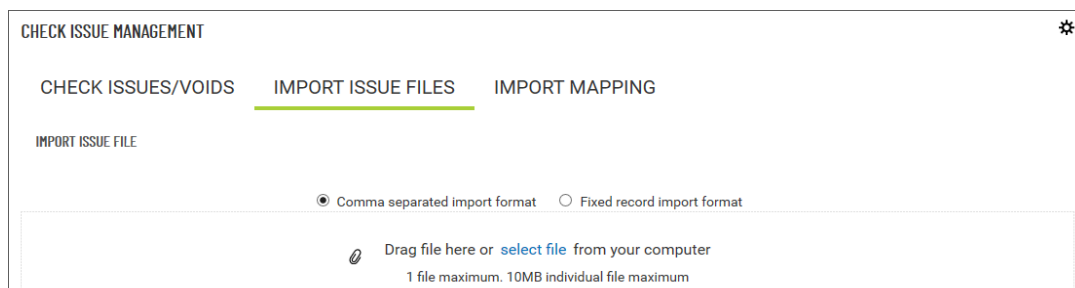 CHECK ISSUE MANAGEMENT
CHECK ISSUES/VOIDS IMPORT ISSUE FILES IMPORT MAPPING
IMPORT ISSUE FILE
Comma separated import format Fixed record import format
Drag file here or select file from your computer
1 file maximum. 10MB individual file maximum